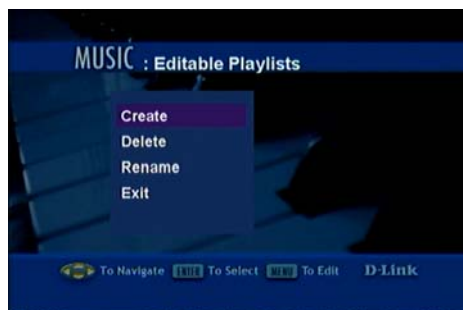 MUSIC : Editable Playlists
Create
Delete
Rename
Exit
To Navigate ENTER To Select MENU To Edit D-Link